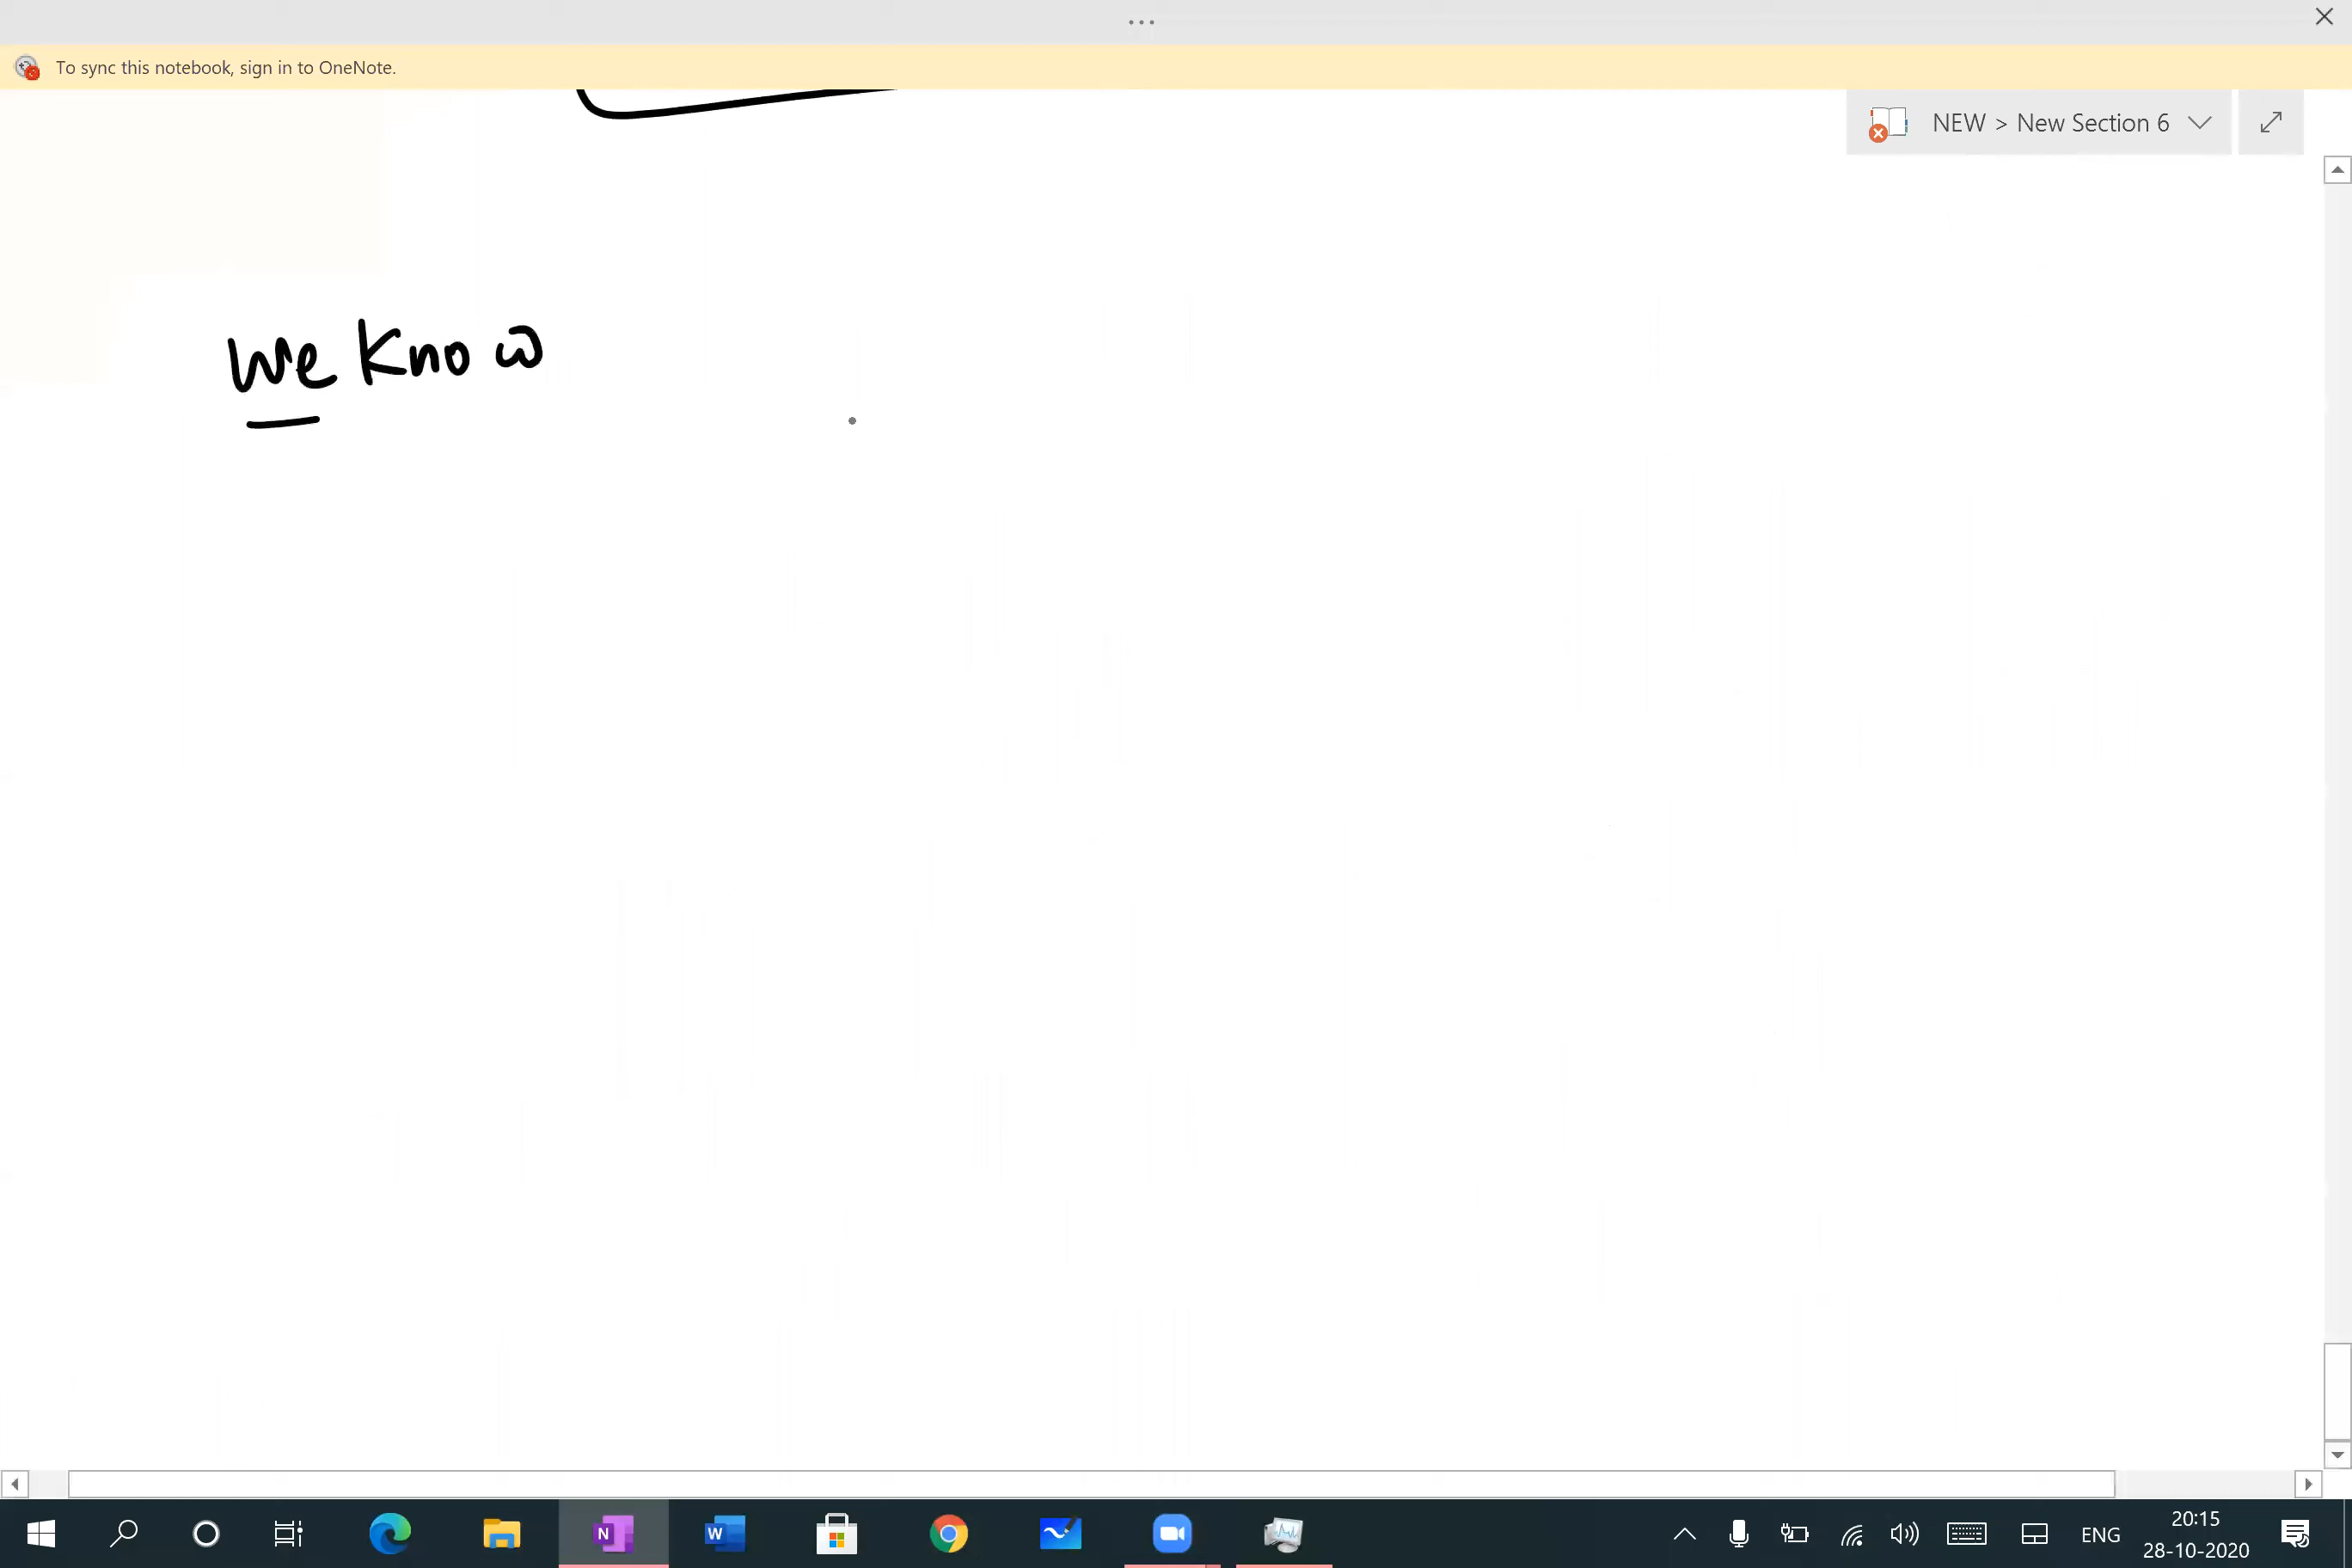 To sync this notebook, sign in to OneNote.
NEW > New Section 6
We Know
ENG
20:15
28-10-2020